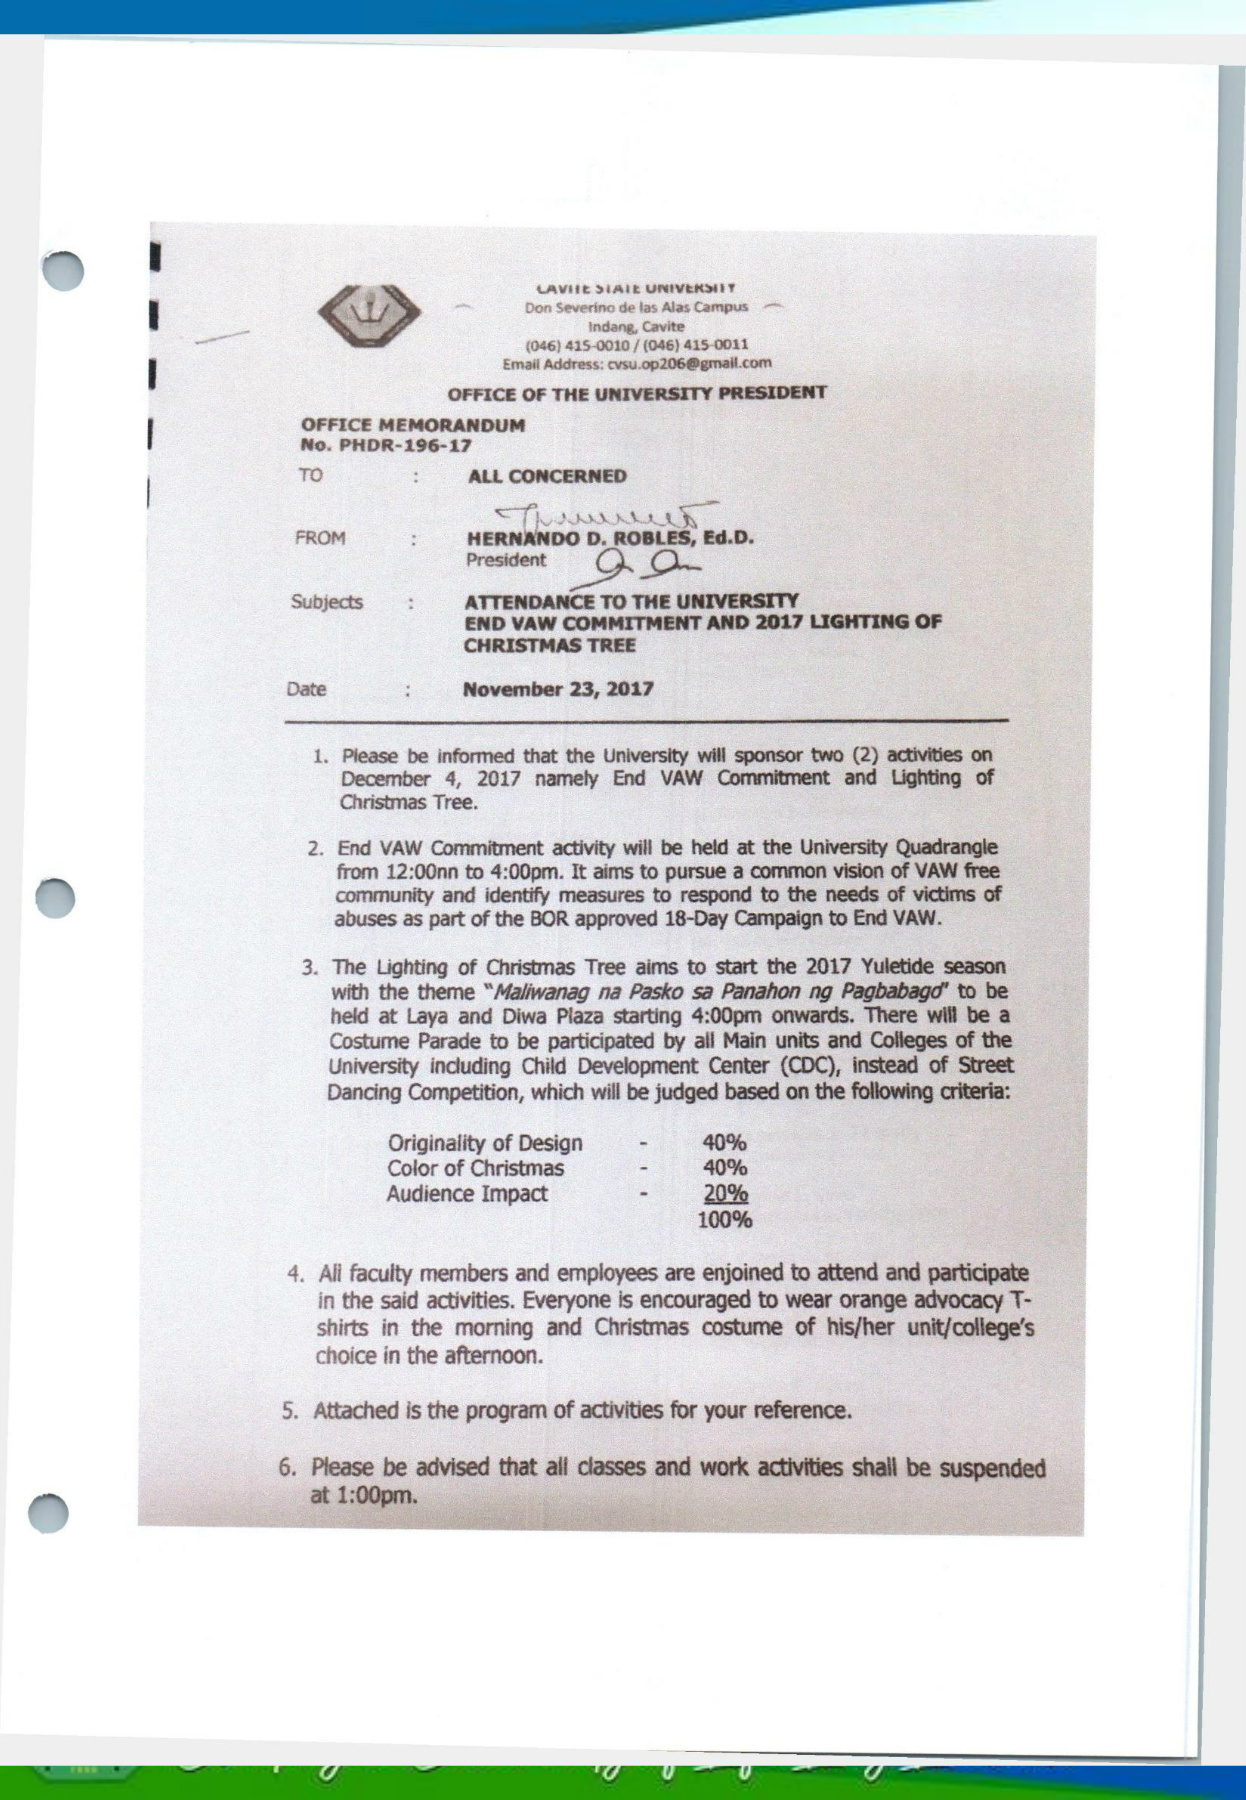 CAVITE STATE UNIVERSITY
Don Severino de las Alas Campus
Indang, Cavite
(046) 415-0010 / (046) 415-0011
Email Address: cvsu.op206@gmail.com
OFFICE OF THE UNIVERSITY PRESIDENT
OFFICE MEMORANDUM
No. PHDR-196-17
TO : ALL CONCERNED
FROM : HERNANDO D. ROBLES, Ed.D.
President
Subjects : ATTENDANCE TO THE UNIVERSITY
END VAW COMMITMENT AND 2017 LIGHTING OF
CHRISTMAS TREE
Date : November 23, 2017
1. Please be informed that the University will sponsor two (2) activities on
December 4, 2017 namely End VAW Commitment and Lighting of
Christmas Tree.
2. End VAW Commitment activity will be held at the University Quadrangle
from 12:00nn to 4:00pm. It aims to pursue a common vision of VAW free
community and identify measures to respond to the needs of victims of
abuses as part of the BOR approved 18-Day Campaign to End VAW.
3. The Lighting of Christmas Tree aims to start the 2017 Yuletide season
with the theme "Maliwanag na Pasko sa Panahon ng Pagbabago" to be
held at Laya and Diwa Plaza starting 4:00pm onwards. There will be a
Costume Parade to be participated by all Main units and Colleges of the
University including Child Development Center (CDC), instead of Street
Dancing Competition, which will be judged based on the following criteria:
Originality of Design - 40%
Color of Christmas - 40%
Audience Impact - 20%
100%
4. All faculty members and employees are enjoined to attend and participate
in the said activities. Everyone is encouraged to wear orange advocacy T-
shirts in the morning and Christmas costume of his/her unit/college's
choice in the afternoon.
5. Attached is the program of activities for your reference.
6. Please be advised that all classes and work activities shall be suspended
at 1:00pm.